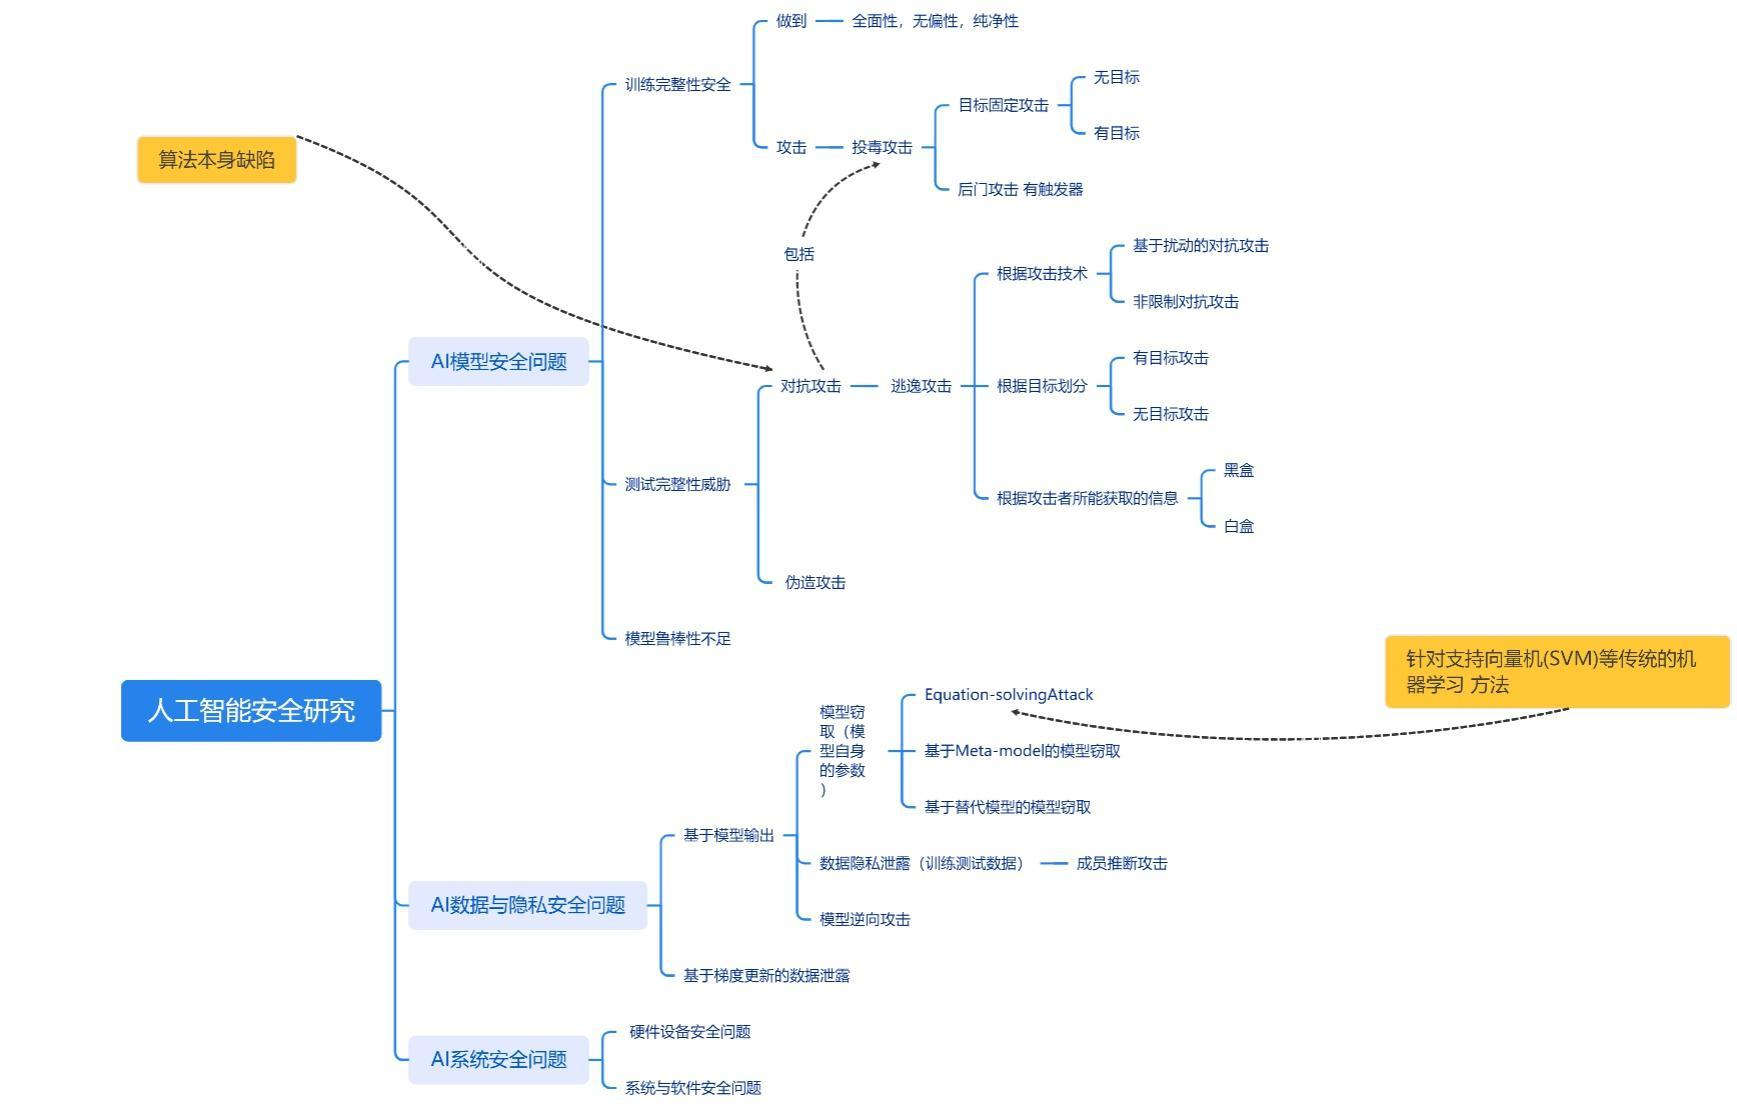 做到
全面性，无偏性，纯净性
训练完整性安全
无目标
目标固定攻击
有目标
攻击
投毒攻击
算法本身缺陷
后门攻击 有触发器
包括
基于扰动的对抗攻击
根据攻击技术
非限制对抗攻击
AI模型安全问题
有目标攻击
对抗攻击
逃逸攻击
根据目标划分
无目标攻击
黑盒
测试完整性威胁
根据攻击者所能获取的信息
白盒
伪造攻击
模型鲁棒性不足
针对支持向量机(SVM)等传统的机
器学习 方法
人工智能安全研究
Equation-solvingAttack
模型窃
取（模
型自身
的参数
）
基于Meta-model的模型窃取
基于替代模型的模型窃取
基于模型输出
数据隐私泄露（训练测试数据）
成员推断攻击
AI数据与隐私安全问题
模型逆向攻击
基于梯度更新的数据泄露
硬件设备安全问题
AI系统安全问题
系统与软件安全问题